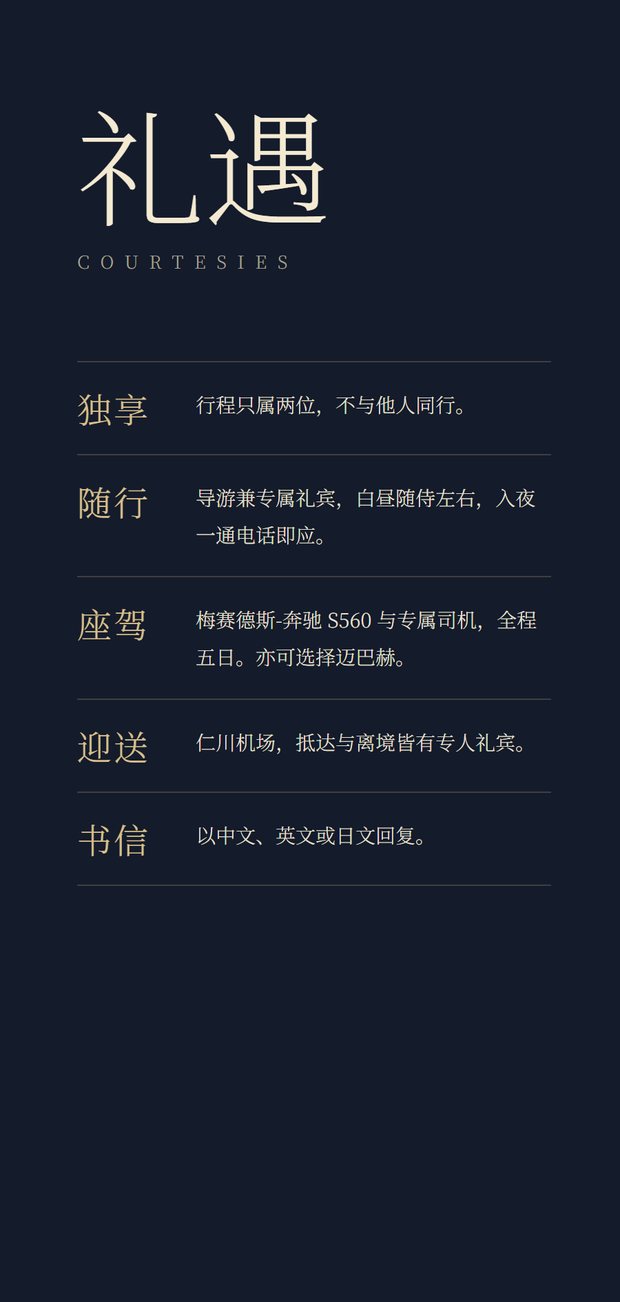 礼遇
COURTESIES
独享
行程只属两位，不与他人同行。
随行
导游兼专属礼宾，白昼随侍左右，入夜
一通电话即应。
座驾
梅赛德斯-奔驰 S560 与专属司机，全程
五日。亦可选择迈巴赫。
迎送
仁川机场，抵达与离境皆有专人礼宾。
书信
以中文、英文或日文回复。